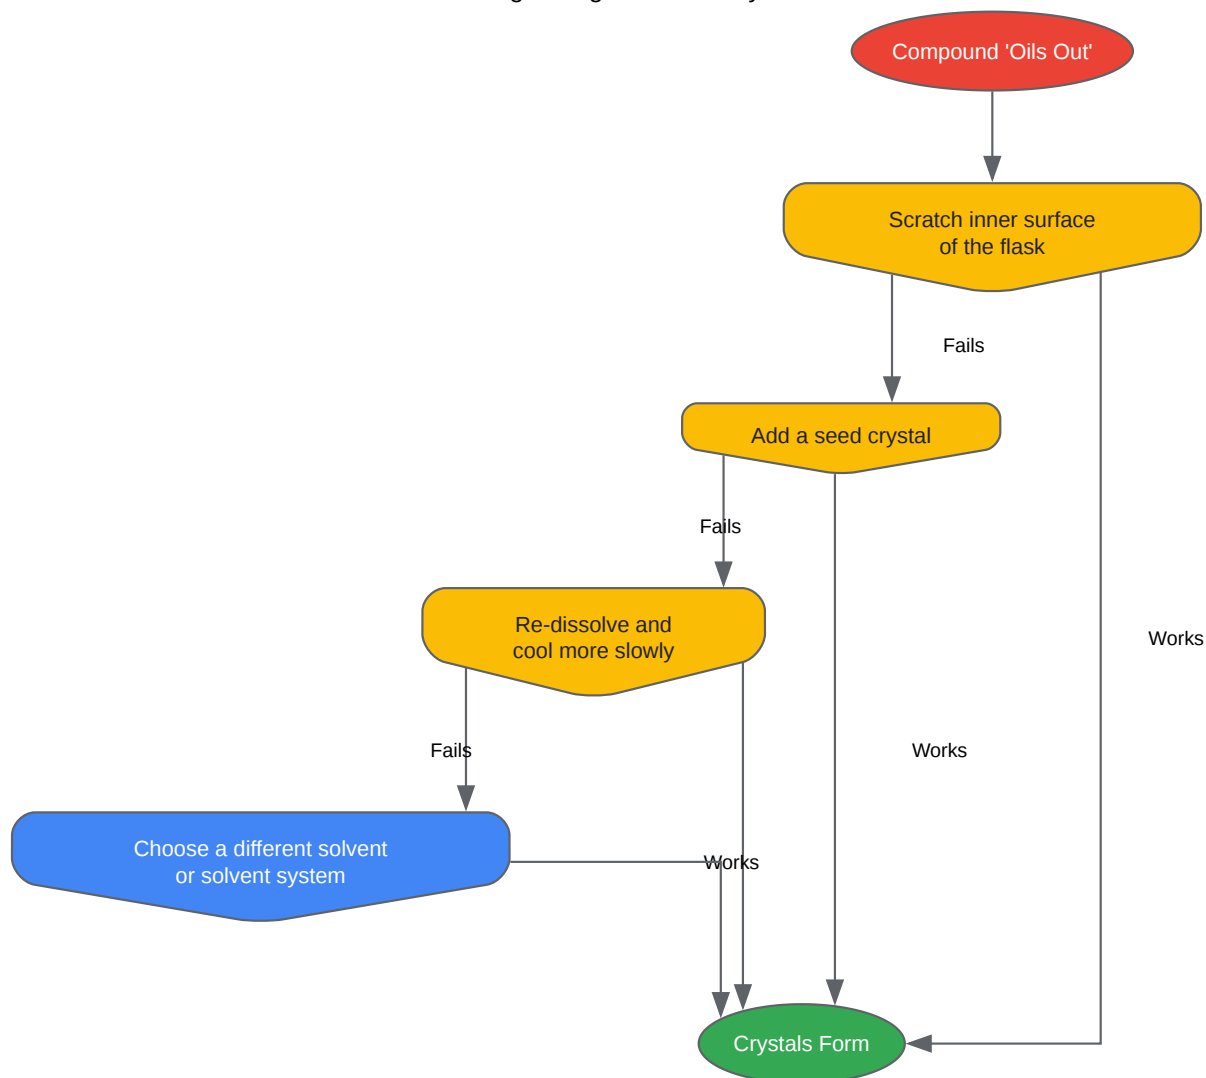 Compound 'Oils Out'
Scratch inner surface
of the flask
Fails
Add a seed crystal
Fails
Re-dissolve and
cool more slowly
Works
Fails
Works
Choose a different solvent
or solvent system
Works
Crystals Form